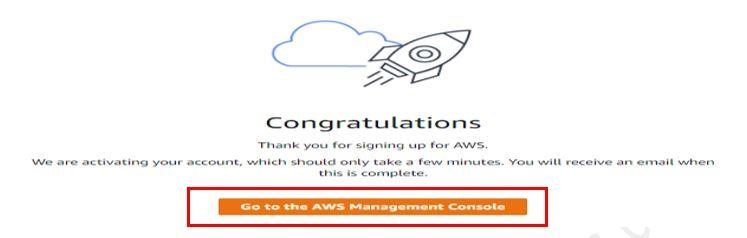 Congratulations
Thank you for signing up for AWS.
We are activating your account, which should only take a few minutes. You will receive an email when
this is complete.
Go to the AWS Management Console